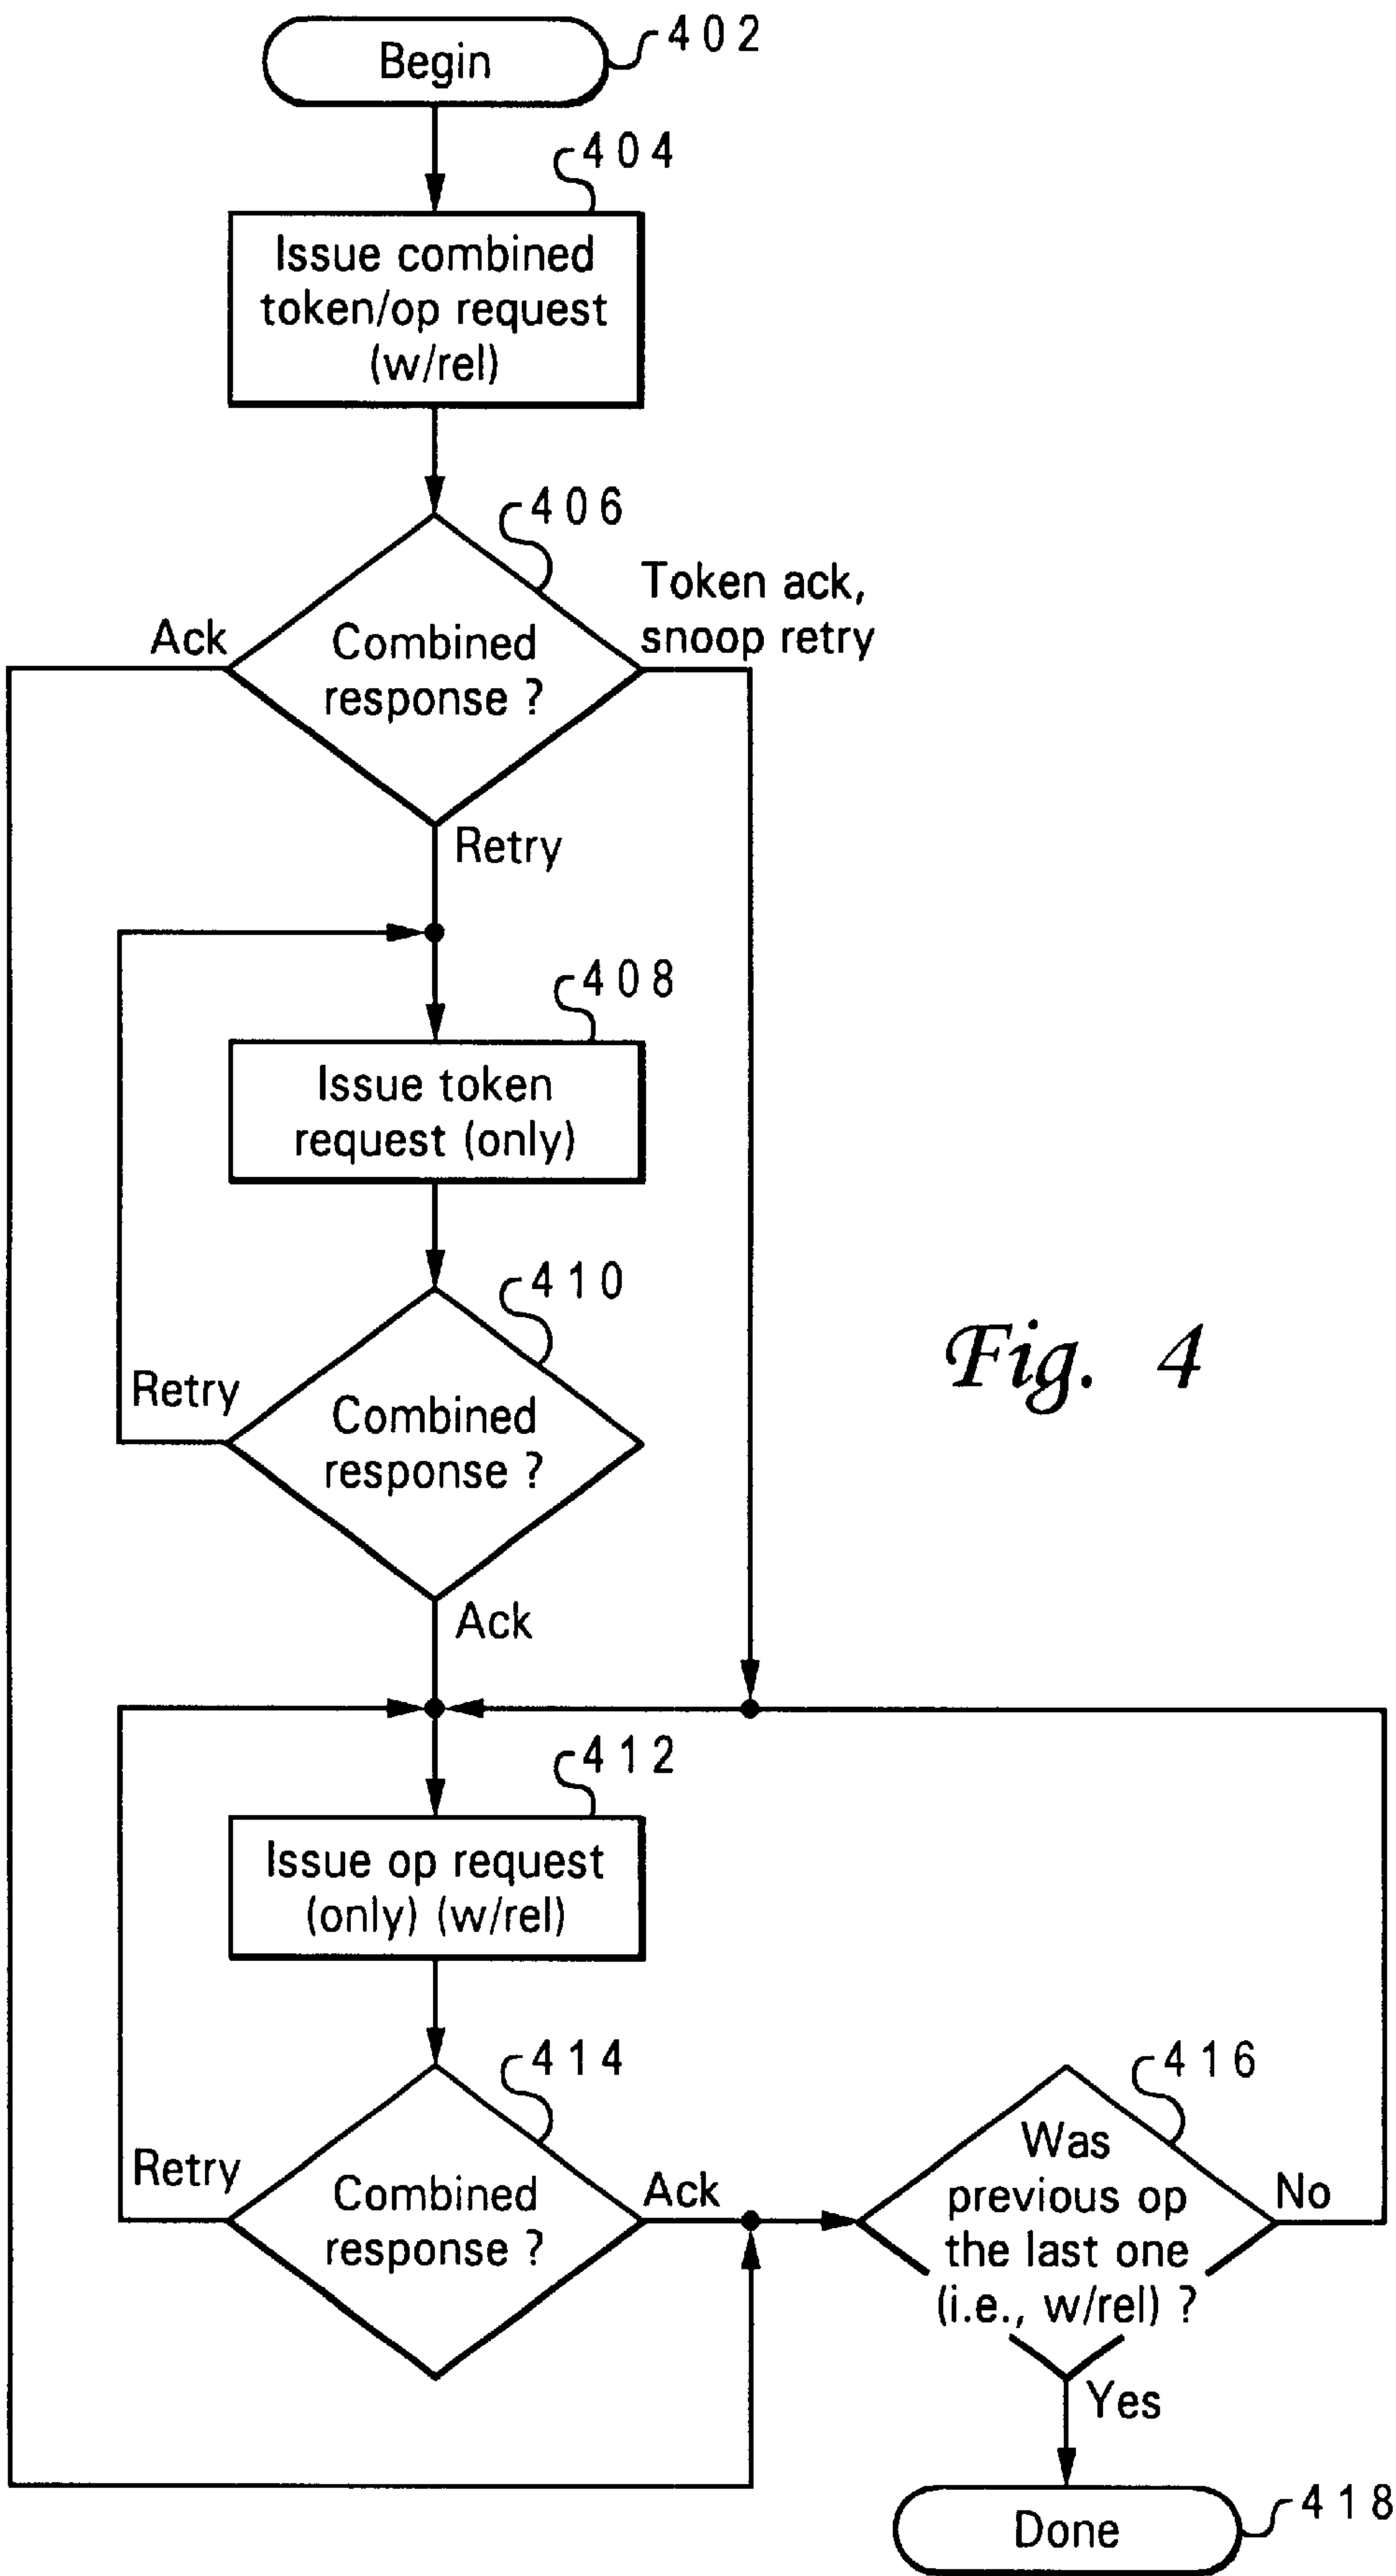 Begin
402
404
Issue combined
token/op request
(w/rel)
406
Token ack,
snoop retry
Ack
Combined
response ?
Retry
408
Issue token
request (only)
410
Retry
Combined
response ?
Fig. 4
Ack
412
Issue op request
(only) (w/rel)
414
Retry
Combined
response ?
Ack
416
Was
previous op
the last one
(i.e., w/rel) ?
No
Yes
Done
418